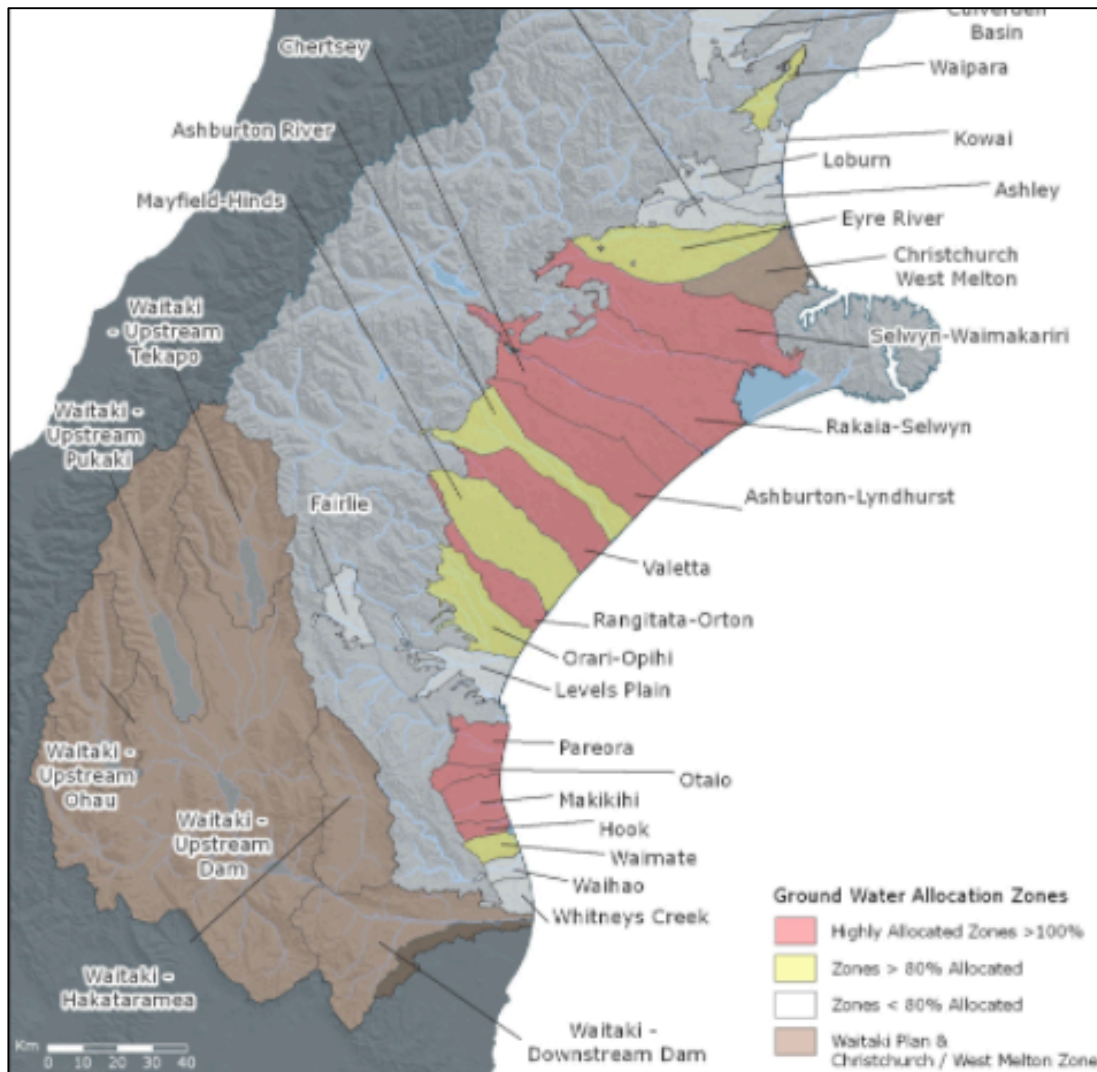 Culverden
Basin
Chertsey
Waipara
Ashburton River
Kowai
Loburn
Mayfield-Hinds
Ashley
Eyre River
Christchurch
West Melton
Waitaki
- Upstream
Tekapo
Selwyn-Waimakariri
Waitaki -
Upstream
Pukaki
Rakaia-Selwyn
Fairlie
Ashburton-Lyndhurst
Valetta
Rangitata-Orton
Orari-Opihi
Levels Plain
Waitaki -
Upstream
Ohau
Pareora
Otaio
Makikihi
Waitaki -
Upstream
Dam
Hook
Waimate
Waihao
Whitneys Creek
Waitaki -
Hakataramea
Waitaki -
Downstream Dam
Km
0 10 20 30 40
Ground Water Allocation Zones
Highly Allocated Zones >100%
Zones > 80% Allocated
Zones < 80% Allocated
Waitaki Plan &
Christchurch / West Melton Zone